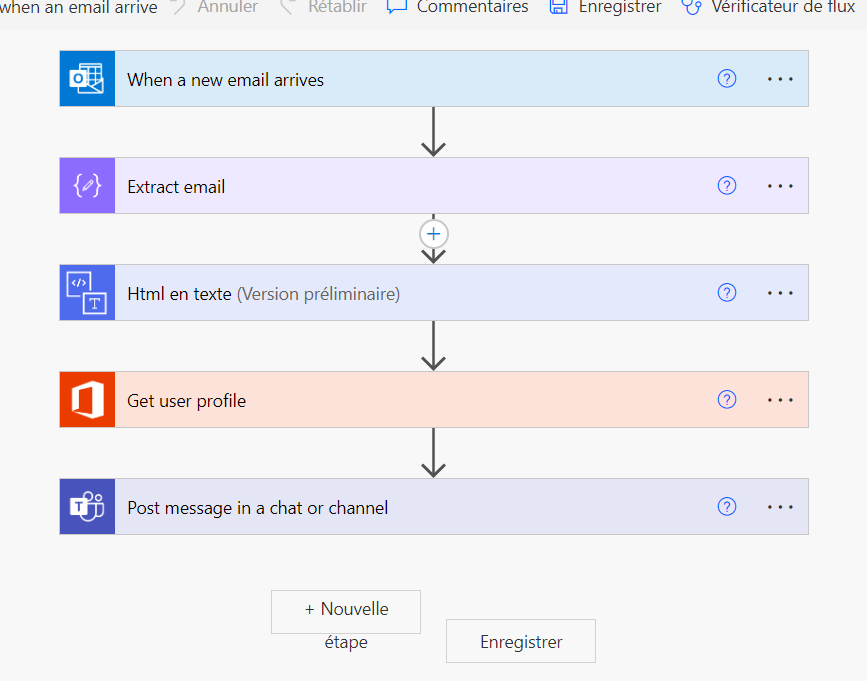 when an email arrive Annuler Rétablir Commentaires Enregistrer Vérificateur de flux
When a new email arrives
Extract email
Html en texte (Version préliminaire)
Get user profile
Post message in a chat or channel
+ Nouvelle
étape
Enregistrer